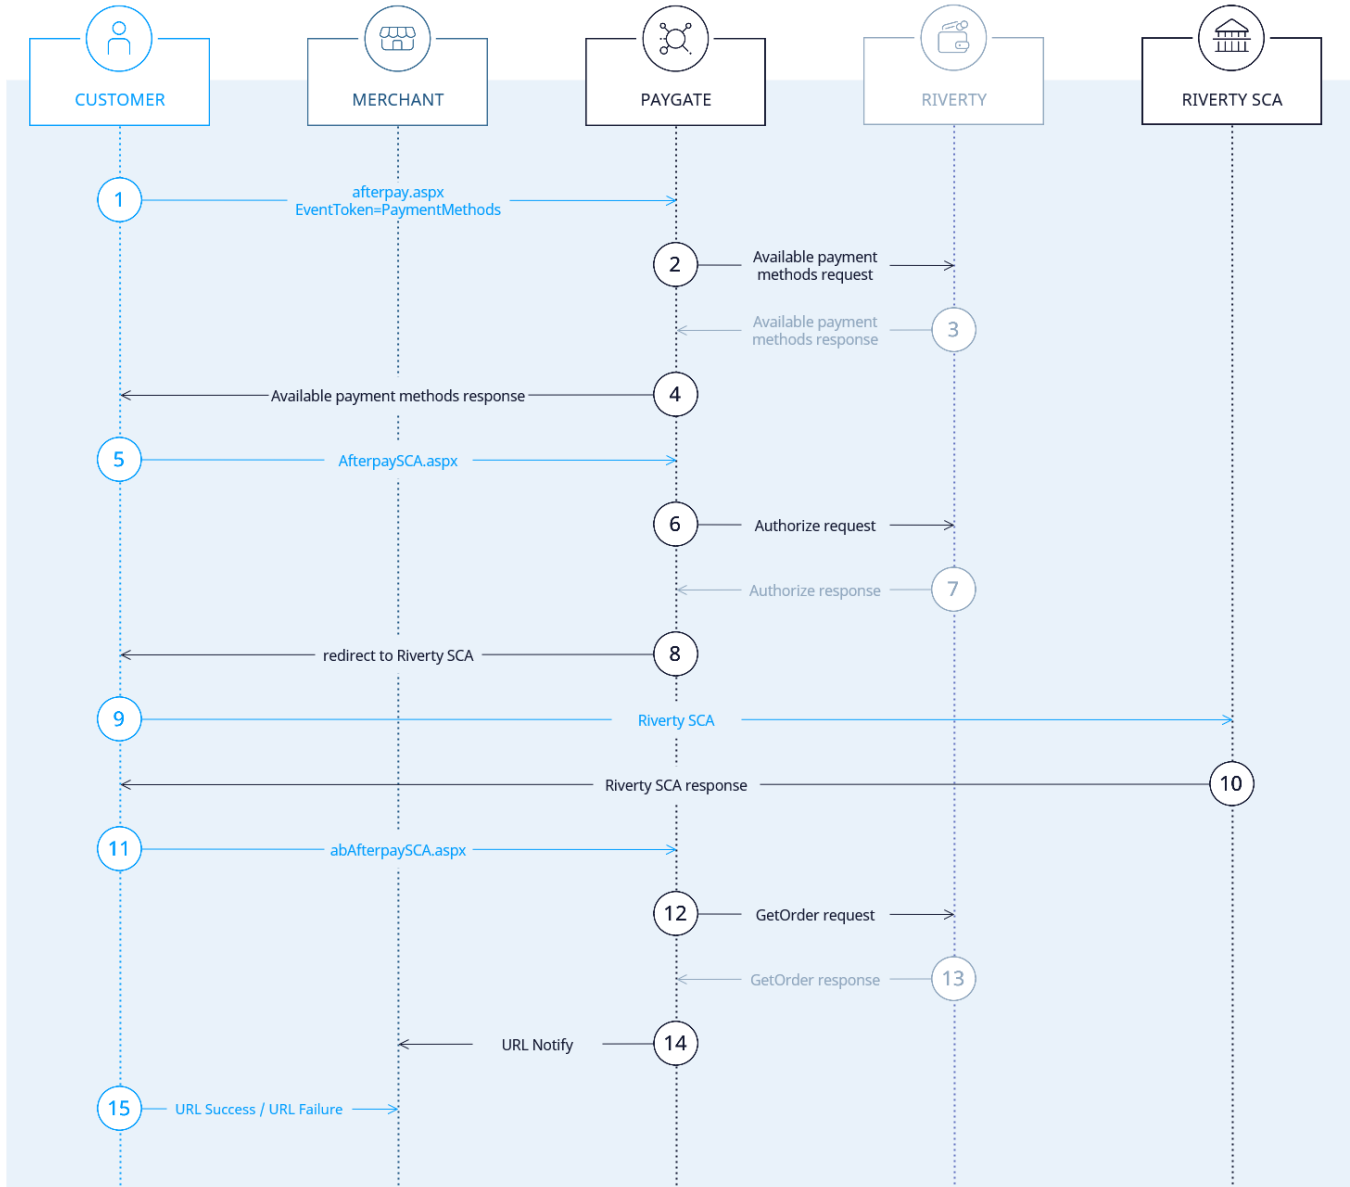 CUSTOMER
MERCHANT
PAYGATE
RIVERTY
RIVERTY SCA
1
afterpay.aspx
EventToken=PaymentMethods
2
Available payment
methods request
Available payment
methods response
3
Available payment methods response
4
5
AfterpaySCA.aspx
6
Authorize request
Authorize response
7
redirect to Riverty SCA
8
9
Riverty SCA
Riverty SCA response
10
11
abAfterpaySCA.aspx
12
GetOrder request
GetOrder response
13
URL Notify
14
15
URL Success / URL Failure